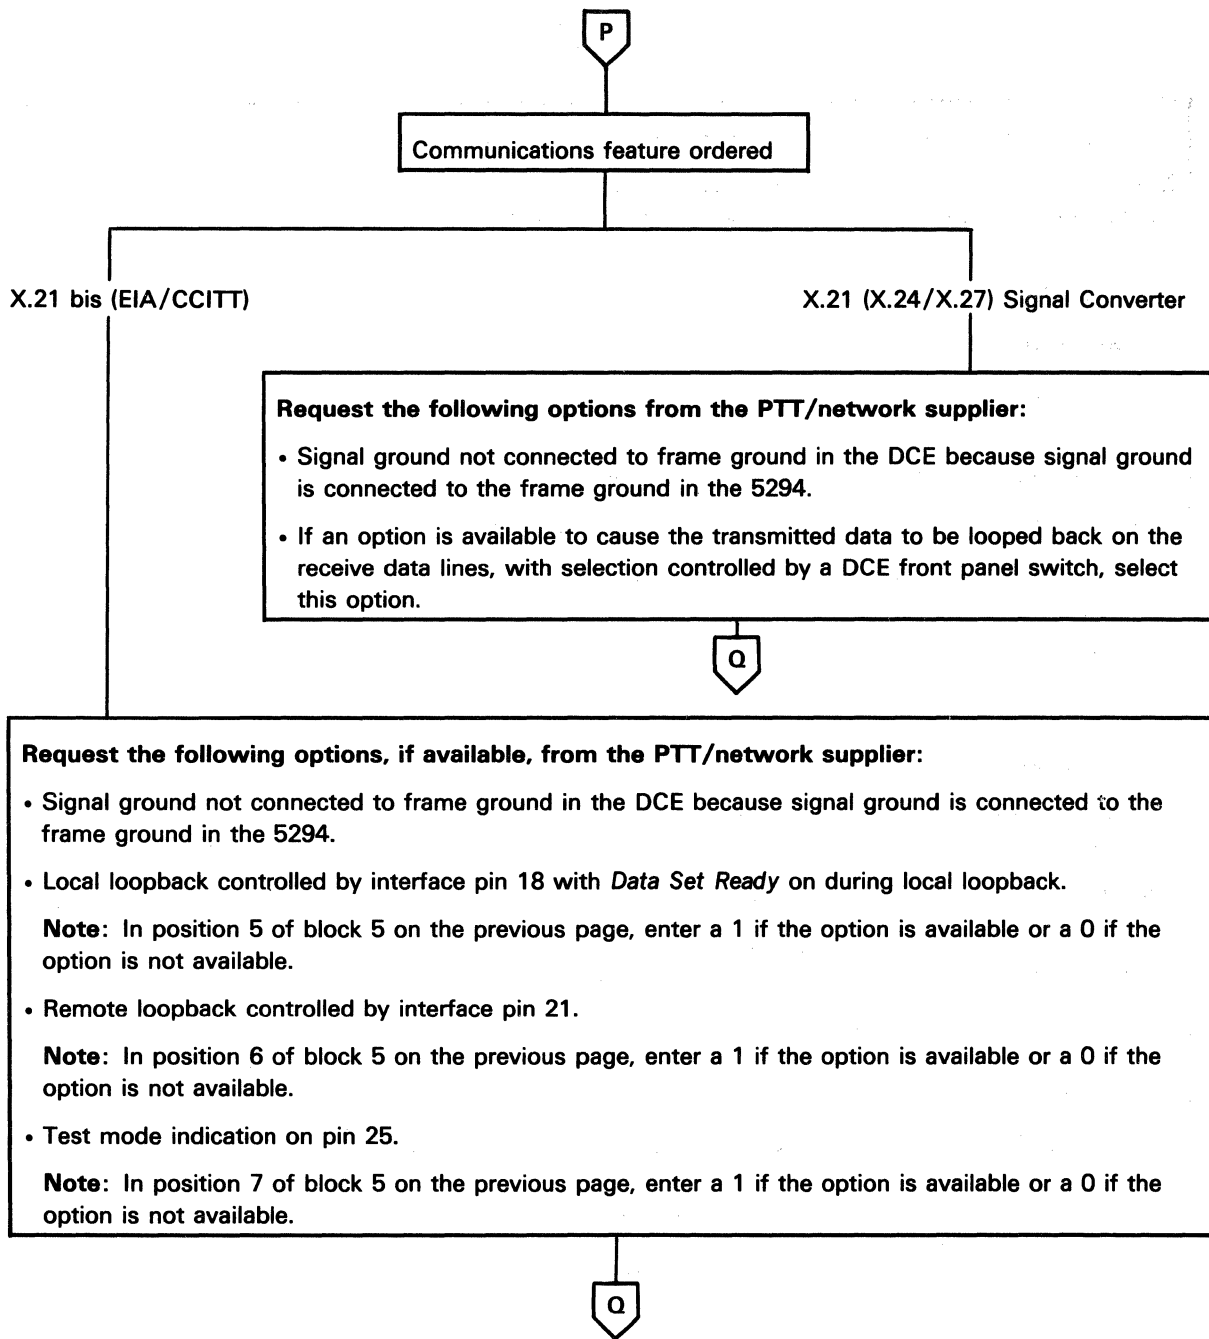 P
Communications feature ordered
X.21 bis (EIA/CCITT)
X.21 (X.24/X.27) Signal Converter
Request the following options from the PTT/network supplier:
• Signal ground not connected to frame ground in the DCE because signal ground
is connected to the frame ground in the 5294.
• If an option is available to cause the transmitted data to be looped back on the
receive data lines, with selection controlled by a DCE front panel switch, select
this option.
Q
Request the following options, if available, from the PTT/network supplier:
• Signal ground not connected to frame ground in the DCE because signal ground is connected to the
frame ground in the 5294.
• Local loopback controlled by interface pin 18 with Data Set Ready on during local loopback.
Note: In position 5 of block 5 on the previous page, enter a 1 if the option is available or a 0 if the
option is not available.
• Remote loopback controlled by interface pin 21.
Note: In position 6 of block 5 on the previous page, enter a 1 if the option is available or a 0 if the
option is not available.
• Test mode indication on pin 25.
Note: In position 7 of block 5 on the previous page, enter a 1 if the option is available or a 0 if the
option is not available.
Q